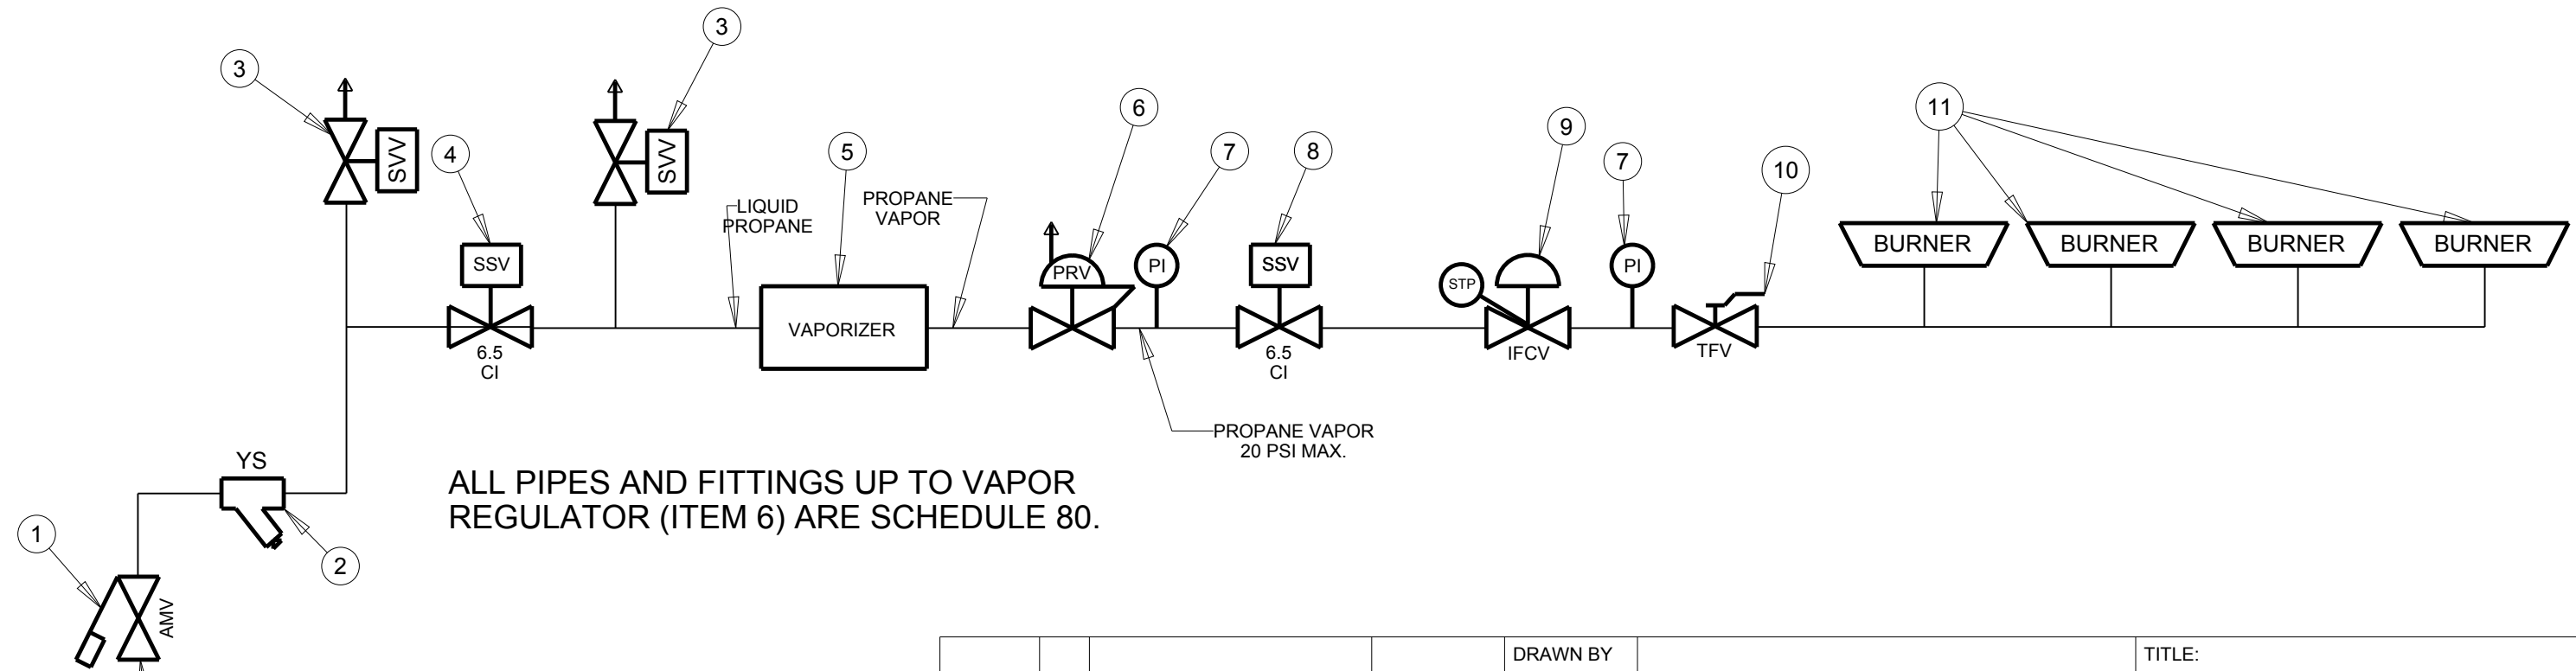 3
3
4
5
6
7
8
9
7
10
11
SVV
SVV
SSV
6.5
CI
LIQUID
PROPANE
VAPORIZER
PROPANE
VAPOR
PRV
PI
SSV
6.5
CI
STP
IFCV
PI
TFV
BURNER
BURNER
BURNER
BURNER
PROPANE VAPOR
20 PSI MAX.
YS
1
2
AMV
ALL PIPES AND FITTINGS UP TO VAPOR
REGULATOR (ITEM 6) ARE SCHEDULE 80.
DRAWN BY
TITLE: